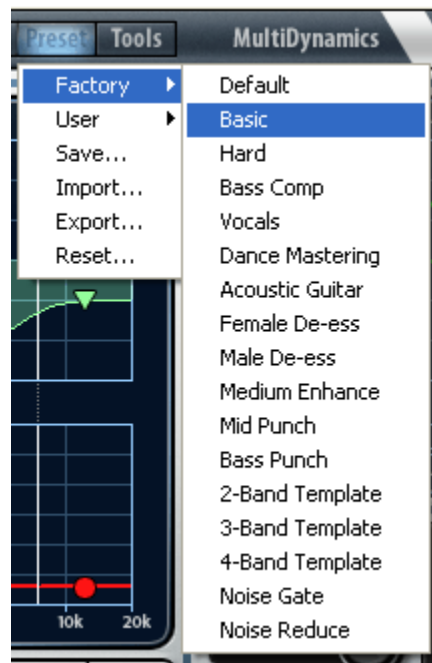 Preset Tools MultiDynamics
Factory
User
Save...
Import...
Export...
Reset...
Default
Basic
Hard
Bass Comp
Vocals
Dance Mastering
Acoustic Guitar
Female De-ess
Male De-ess
Medium Enhance
Mid Punch
Bass Punch
2-Band Template
3-Band Template
4-Band Template
Noise Gate
Noise Reduce
10k 20k